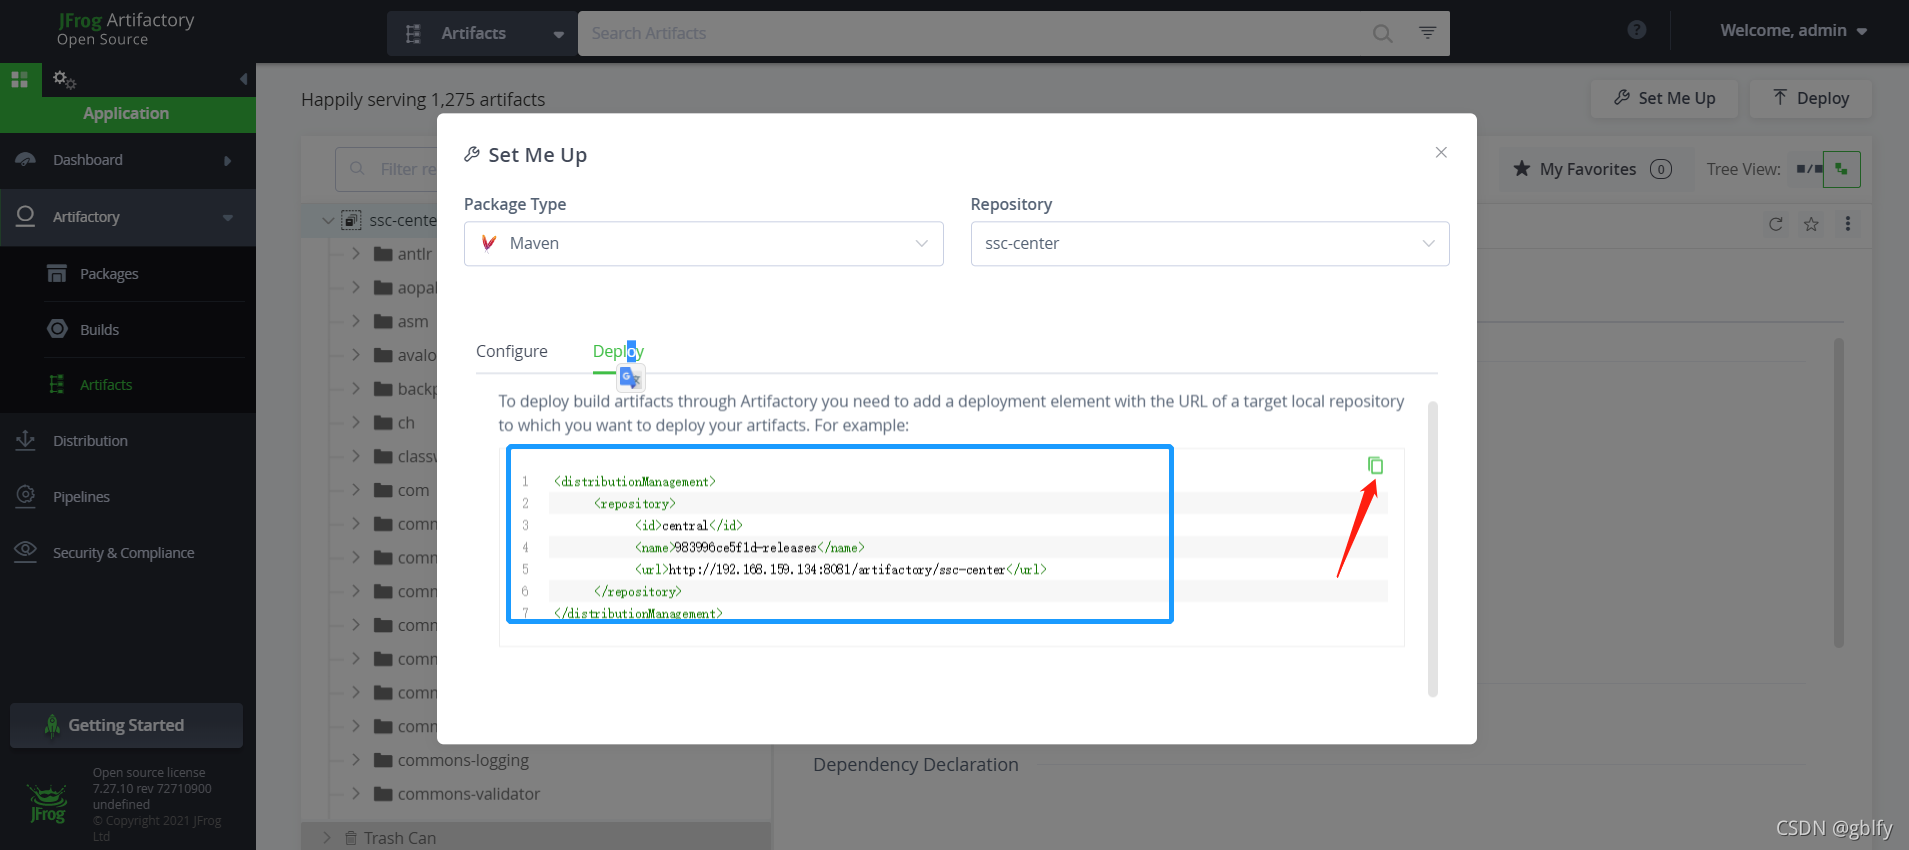 JFrog Artifactory
Open Source
Artifacts
Search Artifacts
?
Welcome, admin
Application
Happily serving 1,275 artifacts
Set Me Up
Deploy
Dashboard
Artifactory
Packages
Builds
Artifacts
Distribution
Pipelines
Security & Compliance
Getting Started
JFrog
Open source license
7.27.10 rev 72710900
undefined
© Copyright 2021 JFrog
Ltd
Filter re
My Favorites 0
Tree View:
ssc-cente
antlr
aopal
asm
avalo
backp
ch
classw
com
comm
comm
comm
comm
comm
comm
comm
commons-logging
commons-validator
Trash Can
Set Me Up
Package Type
Repository
Maven
ssc-center
Configure
Deploy
To deploy build artifacts through Artifactory you need to add a deployment element with the URL of a target local repository
to which you want to deploy your artifacts. For example:
1 <distributionManagement>
2 <repository>
3 <id>central</id>
4 <name>983996ce5f1d-releases</name>
5 <url>http://192.168.159.134:8081/artifactory/ssc-center</url>
6 </repository>
7 </distributionManagement>
Dependency Declaration
CSDN @gblfy